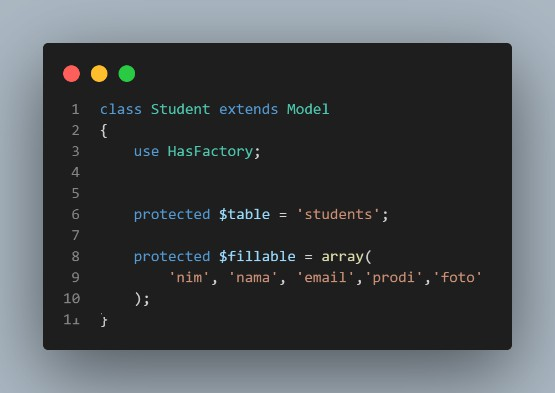 1 class Student extends Model
2 {
3     use HasFactory;
4
5
6     protected $table = 'students';
7
8     protected $fillable = array(
9         'nim', 'nama', 'email','prodi','foto'
10     );
11 }